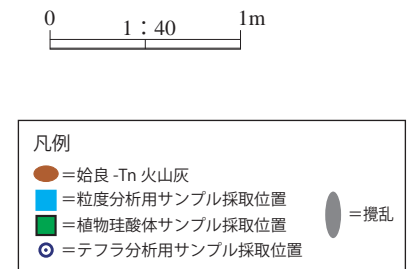 0 1:40 1m
凡例
=姶良-Tn 火山灰
=粒度分析用サンプル採取位置
=植物珪酸体サンプル採取位置
=テフラ分析用サンプル採取位置
=攪乱